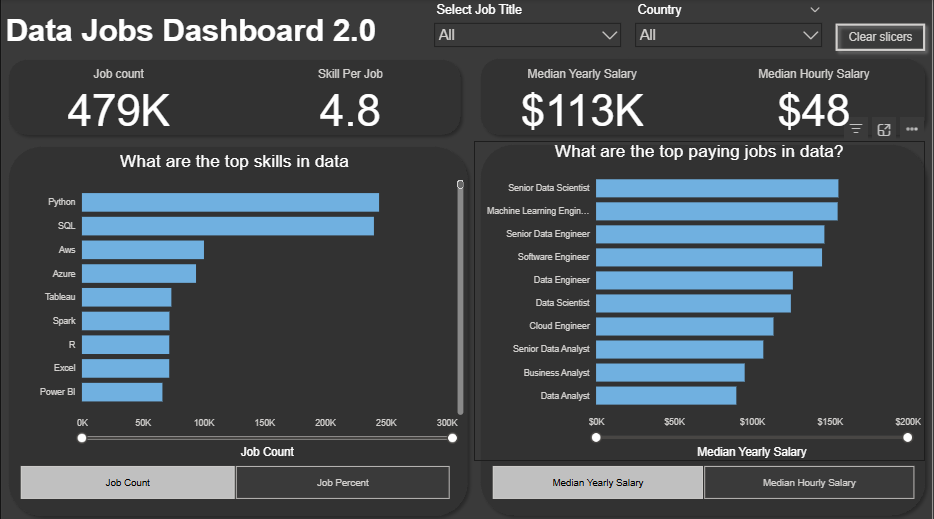 Select Job Title
Country
Data Jobs Dashboard 2.0
All
All
Clear slicers
Job count
Skill Per Job
Median Yearly Salary
Median Hourly Salary
479K
4.8
$113K
$48
What are the top skills in data
Python
SQL
Aws
Azure
Tableau
Spark
R
Excel
Power BI
0K 50K 100K 150K 200K 250K 300K
Job Count
Job Count
Job Percent
What are the top paying jobs in data?
Senior Data Scientist
Machine Learning Engin...
Senior Data Engineer
Software Engineer
Data Engineer
Data Scientist
Cloud Engineer
Senior Data Analyst
Business Analyst
Data Analyst
$0K $50K $100K $150K $200K
Median Yearly Salary
Median Yearly Salary
Median Hourly Salary